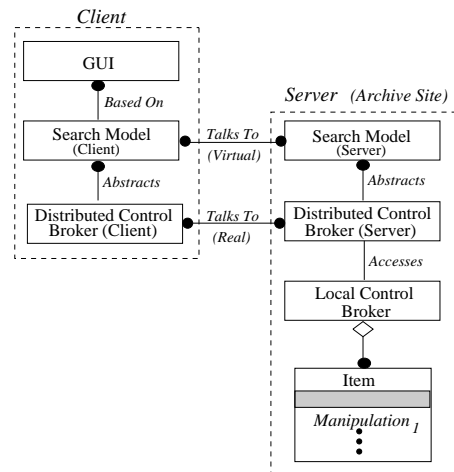 Client
GUI
Based On
Server (Archive Site)
Search Model
(Client)
Talks To
(Virtual)
Search Model
(Server)
Abstracts
Abstracts
Distributed Control
Broker (Client)
Talks To
(Real)
Distributed Control
Broker (Server)
Accesses
Local Control
Broker
Item
Manipulation 1